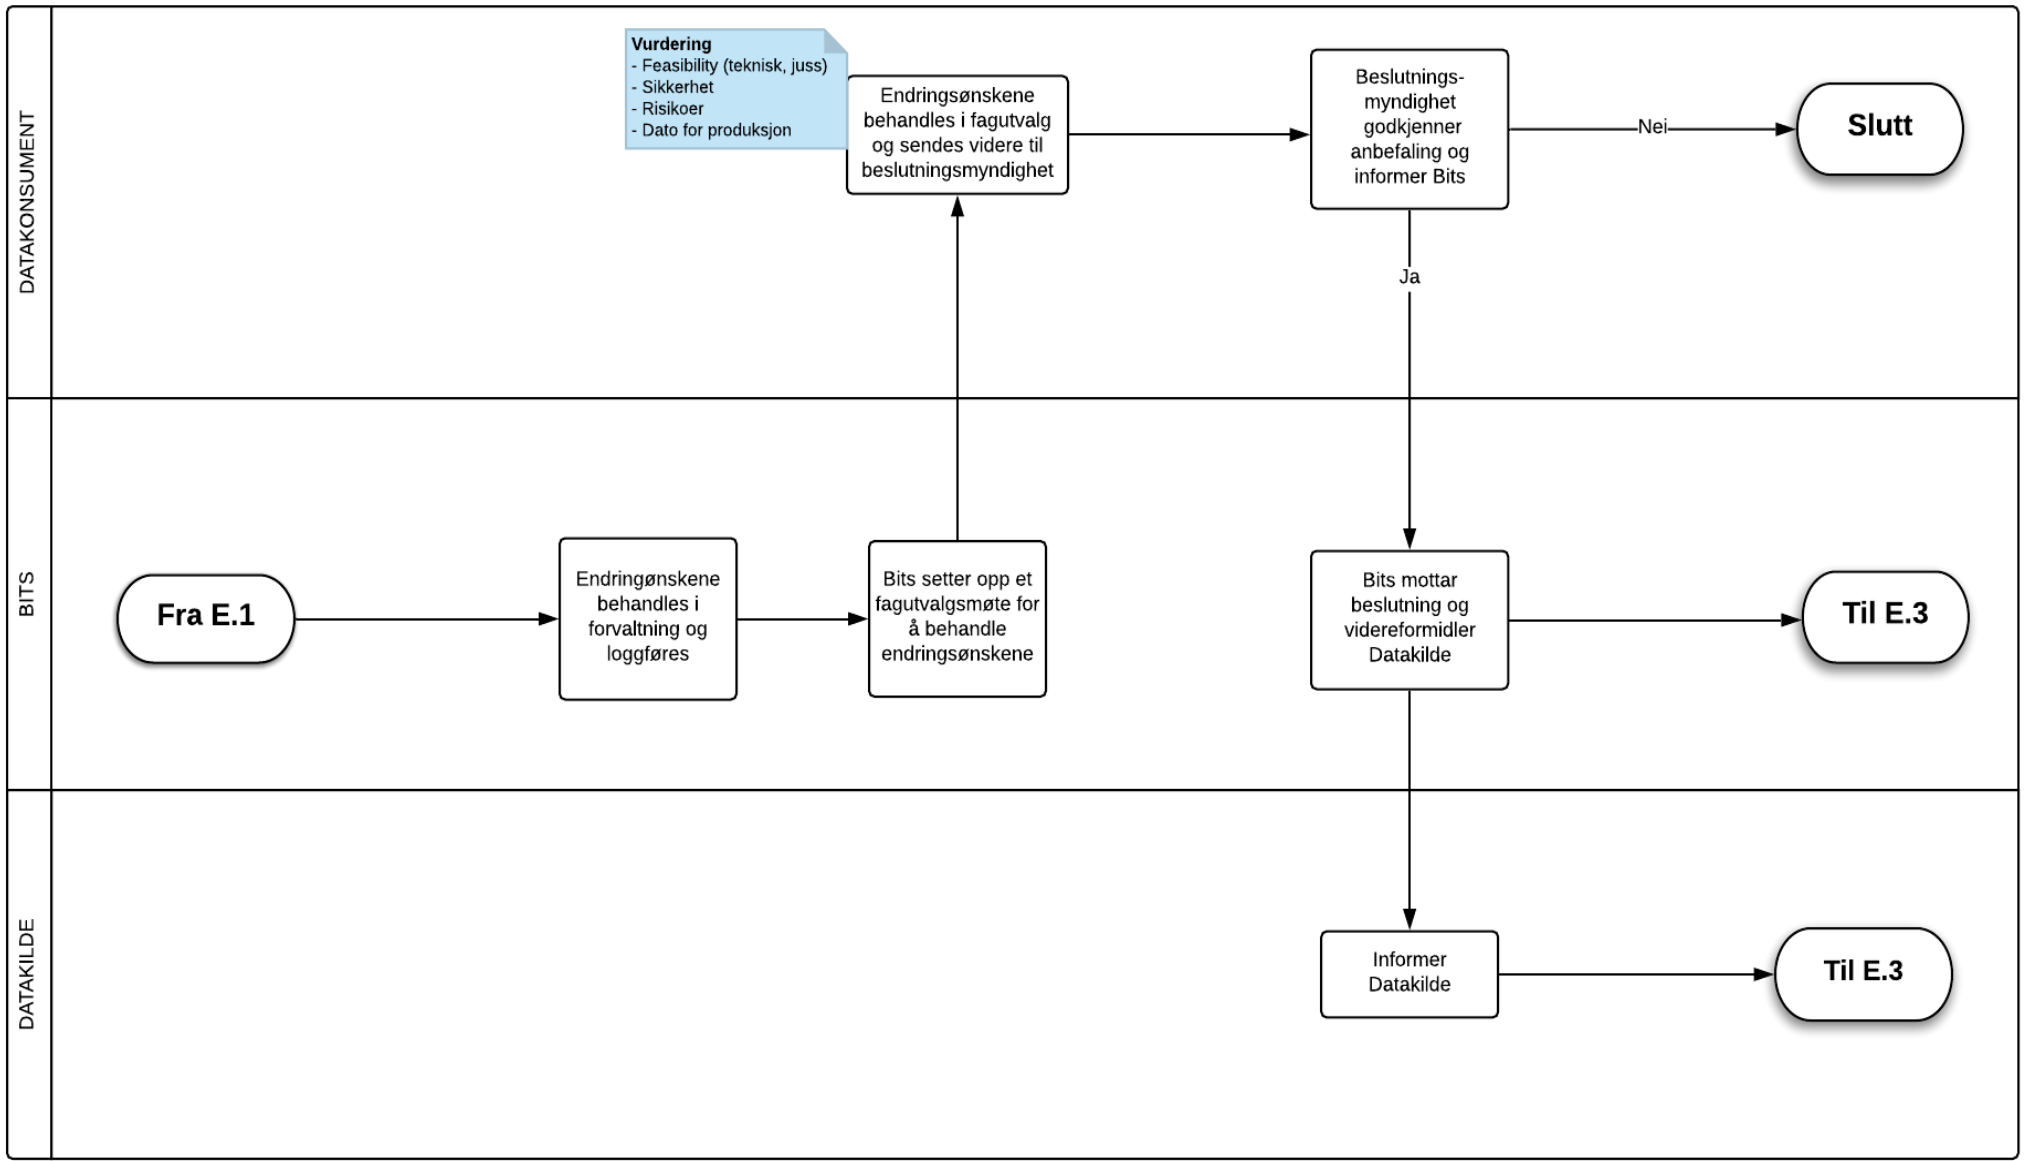 DATAKONSUMENT
Vurdering
- Feasibility (teknisk, juss)
- Sikkerhet
- Risikoer
- Dato for produksjon
Endringsønskene
behandles i fagutvalg
og sendes videre til
beslutningsmyndighet
Beslutnings-
myndighet
godkjenner
anbefaling og
informer Bits
Nei
Slutt
Ja
BITS
Fra E.1
Endringønskene
behandles i
forvaltning og
loggføres
Bits setter opp et
fagutvalgsmøte for
å behandle
endringsønskene
Bits mottar
beslutning og
videreformidler
Datakilde
Til E.3
DATAKILDE
Informer
Datakilde
Til E.3